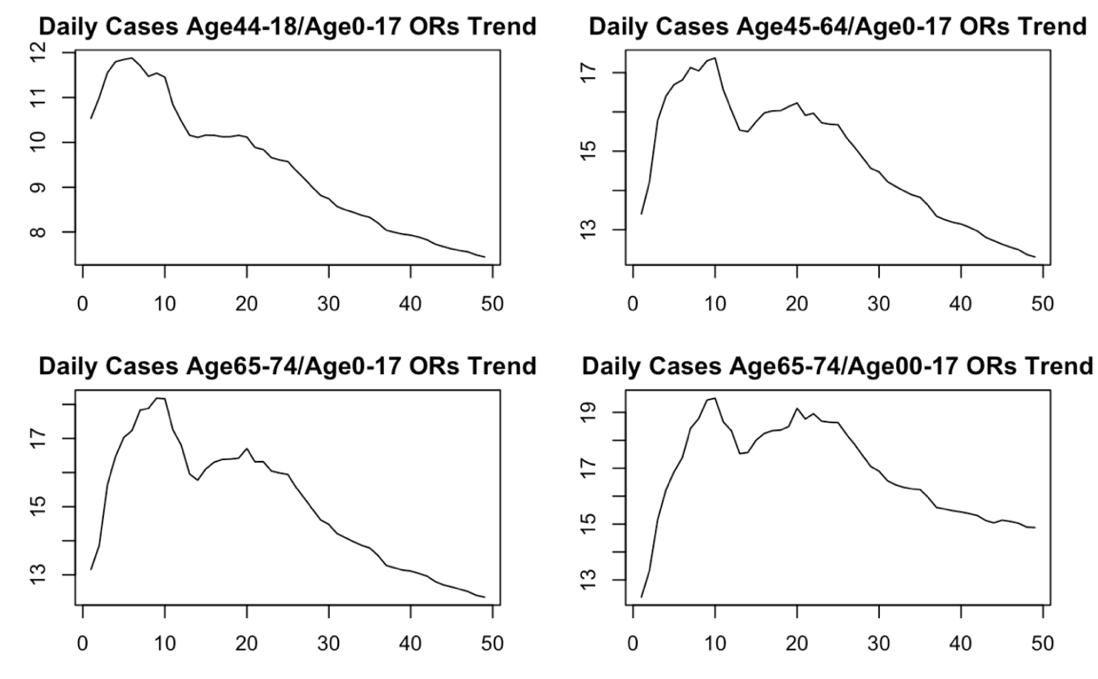 Daily Cases Age44-18/Age0-17 ORs Trend
12
11
10
9
8
0 10 20 30 40 50
Daily Cases Age45-64/Age0-17 ORs Trend
17
15
13
0 10 20 30 40 50
Daily Cases Age65-74/Age0-17 ORs Trend
17
15
13
0 10 20 30 40 50
Daily Cases Age65-74/Age00-17 ORs Trend
19
17
15
13
0 10 20 30 40 50